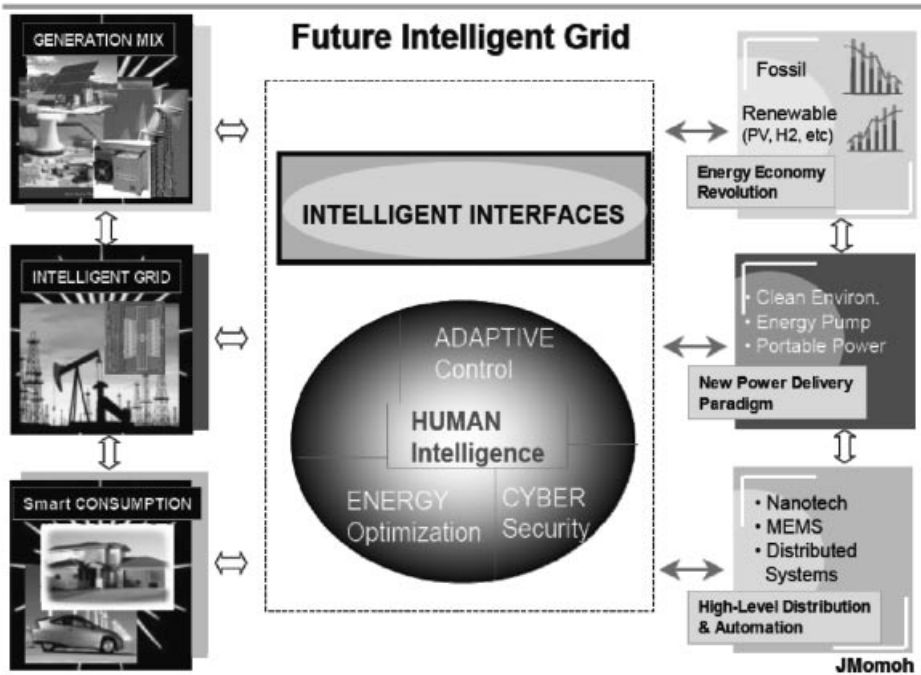 Future Intelligent Grid
GENERATION MIX
INTELLIGENT GRID
Smart CONSUMPTION
INTELLIGENT INTERFACES
ADAPTIVE
Control
HUMAN
Intelligence
ENERGY
Optimization
CYBER
Security
Fossil
Renewable
(PV, H2, etc)
Energy Economy
Revolution
• Clean Environ.
• Energy Pump
• Portable Power
New Power Delivery
Paradigm
• Nanotech
• MEMS
• Distributed
Systems
High-Level Distribution
& Automation
JMomoh